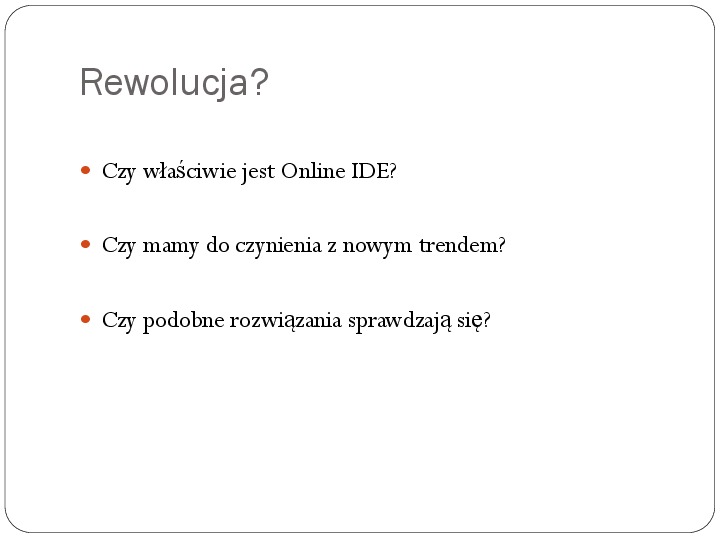 Rewolucja?
Czy właściwie jest Online IDE?
Czy mamy do czynienia z nowym trendem?
Czy podobne rozwiązania sprawdzają się?